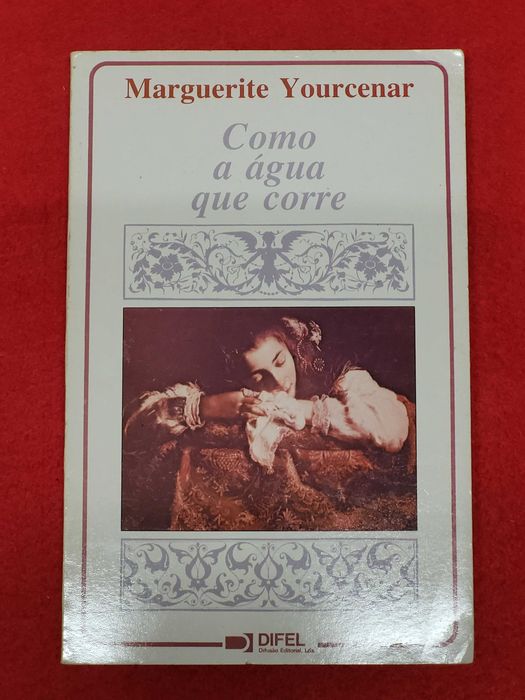 Marguerite Yourcenar
Como
a água
que corre
DIFEL
Difusão Editorial, Lda.